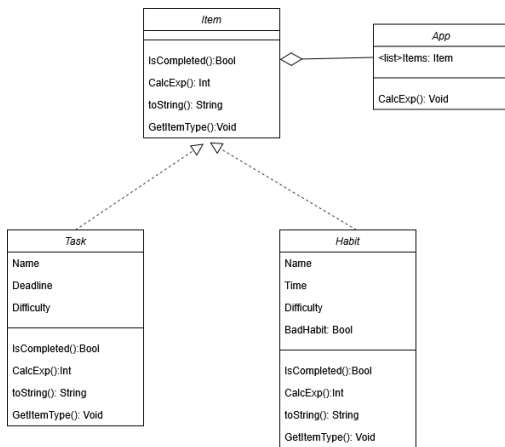 Item
IsCompleted():Bool
CalcExp(): Int
toString(): String
GetItemType():Void
App
<list>Items: Item
CalcExp(): Void
Task
Name
Deadline
Difficulty
IsCompleted():Bool
CalcExp():Int
toString(): String
GetItemType(): Void
Habit
Name
Time
Difficulty
BadHabit: Bool
IsCompleted():Bool
CalcExp():Int
toString(): String
GetItemType(): Void